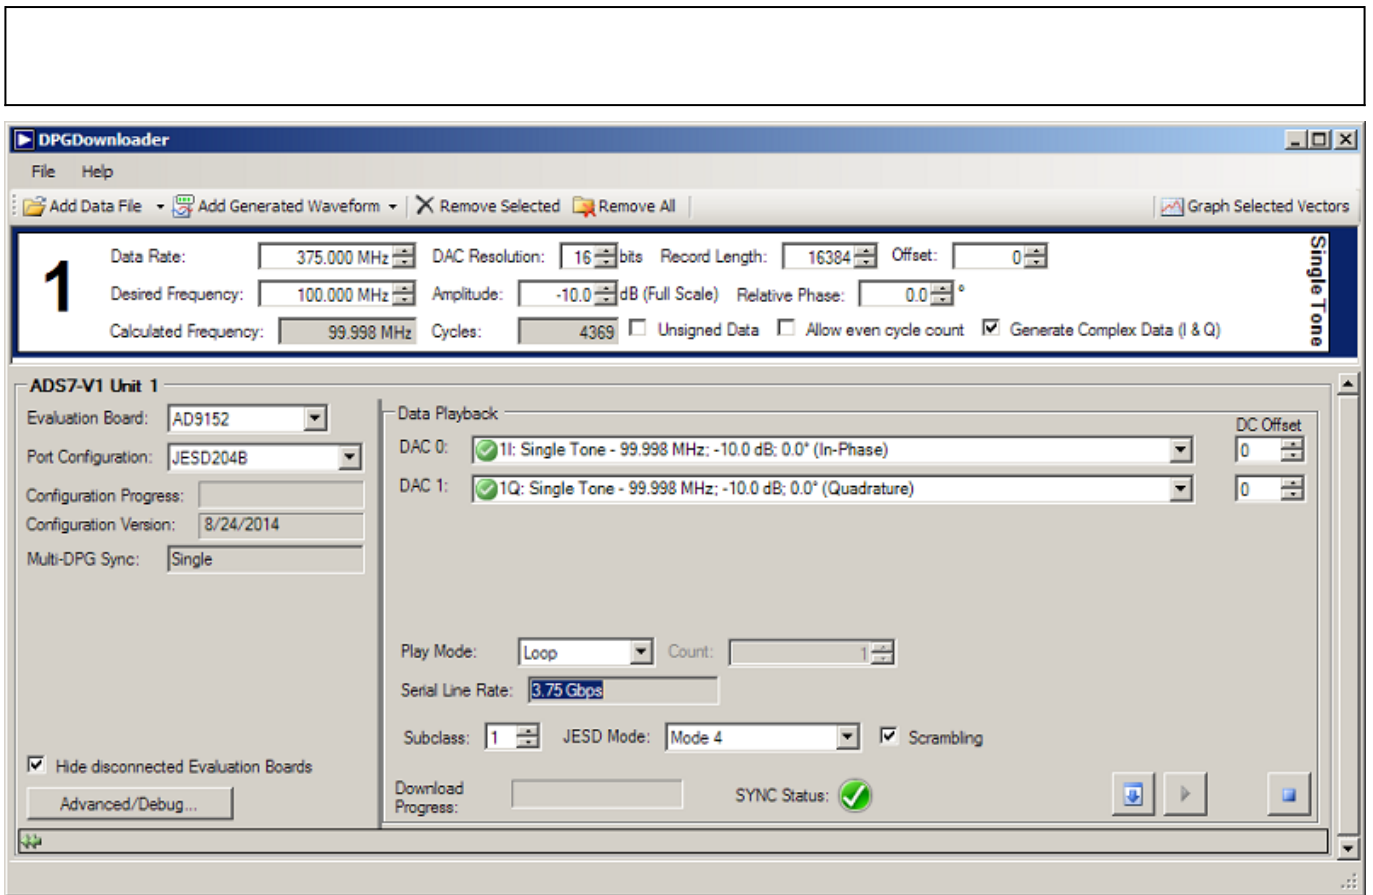 DPGDownloader
File Help
Add Data File Add Generated Waveform Remove Selected Remove All Graph Selected Vectors
1
Data Rate: 375.000 MHz DAC Resolution: 16 bits Record Length: 16384 Offset: 0
Desired Frequency: 100.000 MHz Amplitude: -10.0 dB (Full Scale) Relative Phase: 0.0 °
Calculated Frequency: 99.998 MHz Cycles: 4369 Unsigned Data Allow even cycle count Generate Complex Data (I & Q)
Single Tone
ADS7-V1 Unit 1
Evaluation Board: AD9152
Port Configuration: JESD204B
Configuration Progress:
Configuration Version: 8/24/2014
Multi-DPG Sync: Single
Hide disconnected Evaluation Boards
Advanced/Debug...
Data Playback
DC Offset
DAC 0: 1I: Single Tone - 99.998 MHz; -10.0 dB; 0.0° (In-Phase) 0
DAC 1: 1Q: Single Tone - 99.998 MHz; -10.0 dB; 0.0° (Quadrature) 0
Play Mode: Loop Count: 1
Serial Line Rate: 3.75 Gbps
Subclass: 1 JESD Mode: Mode 4 Scrambling
Download
Progress:
SYNC Status: